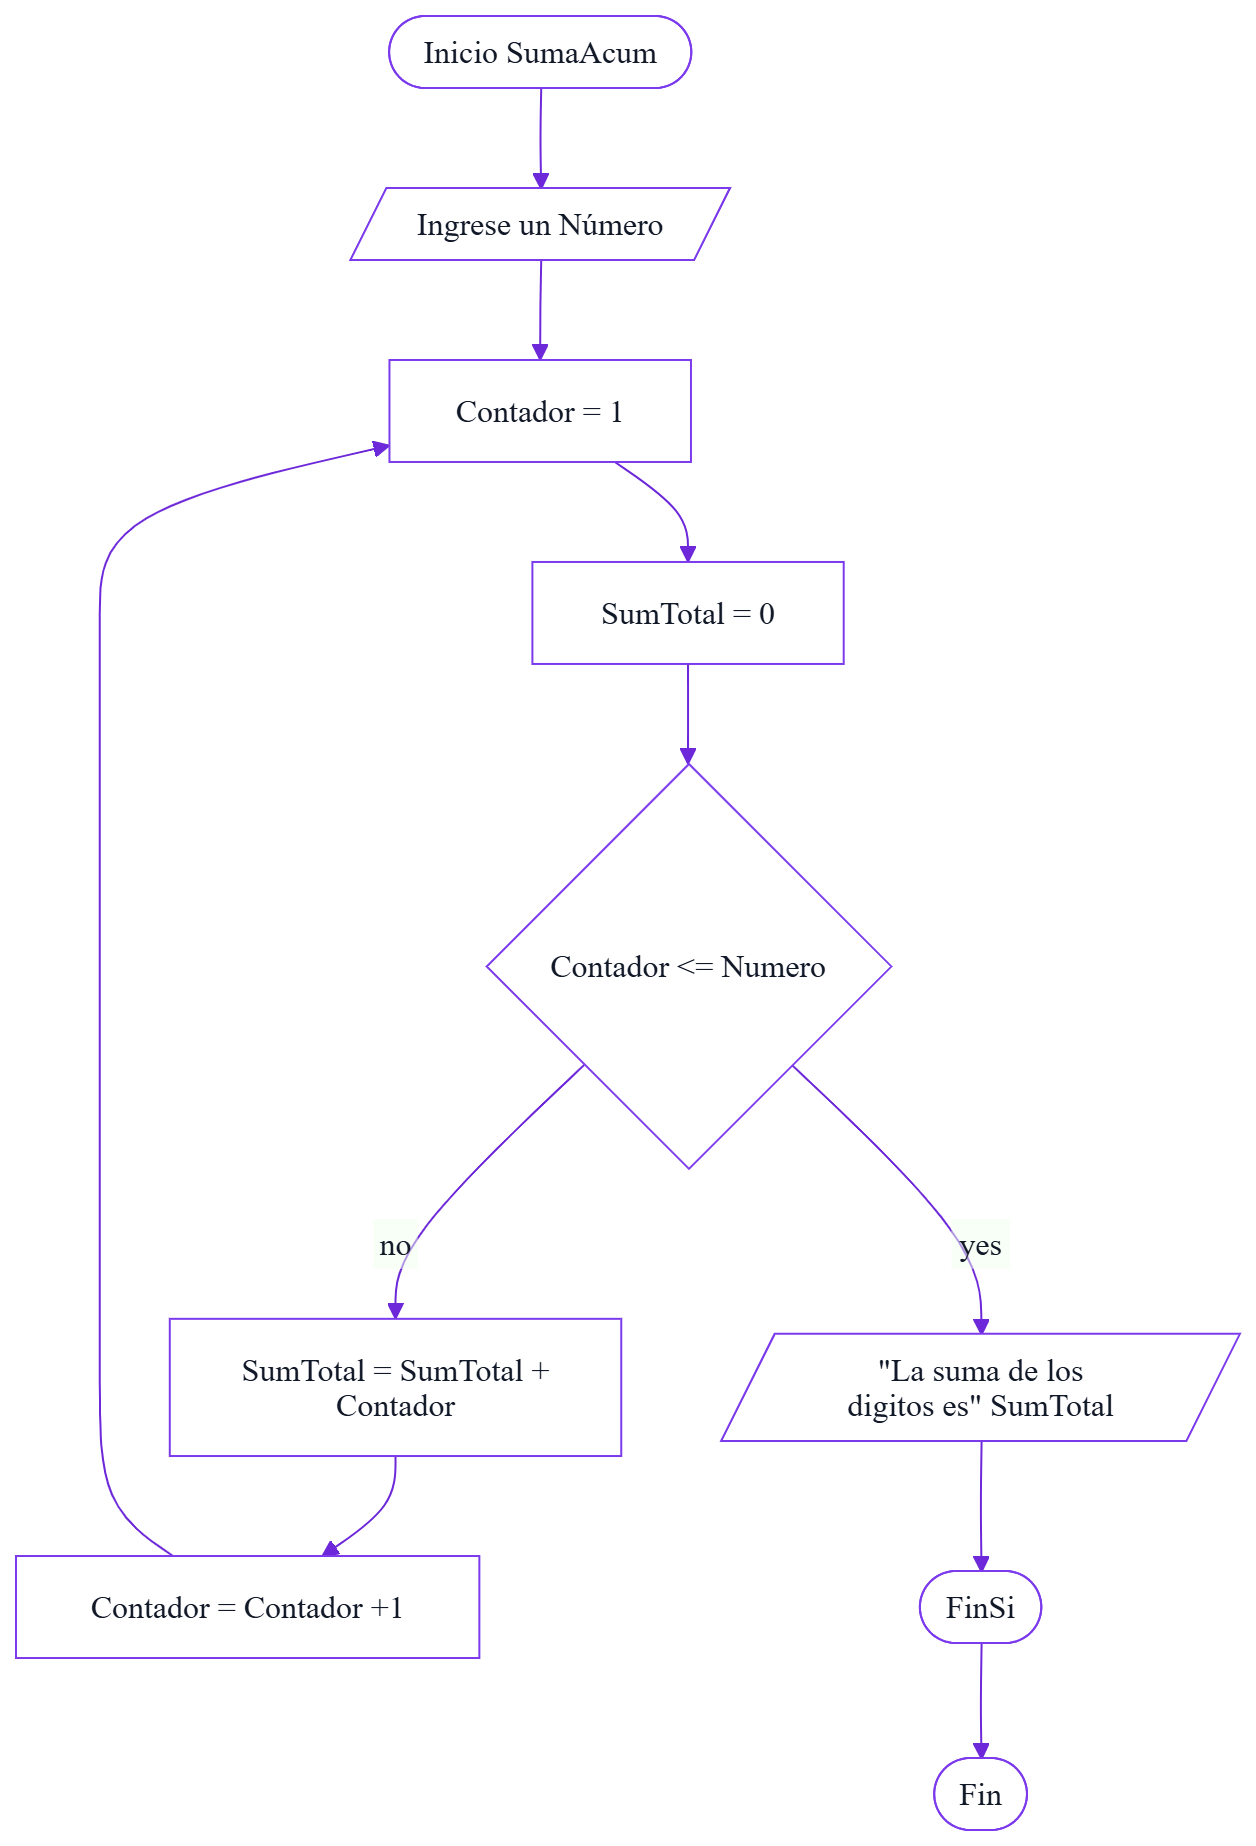 Inicio SumaAcum
Ingrese un Número
Contador = 1
SumTotal = 0
Contador <= Numero
no
yes
SumTotal = SumTotal +
Contador
"La suma de los
digitos es" SumTotal
Contador = Contador +1
FinSi
Fin